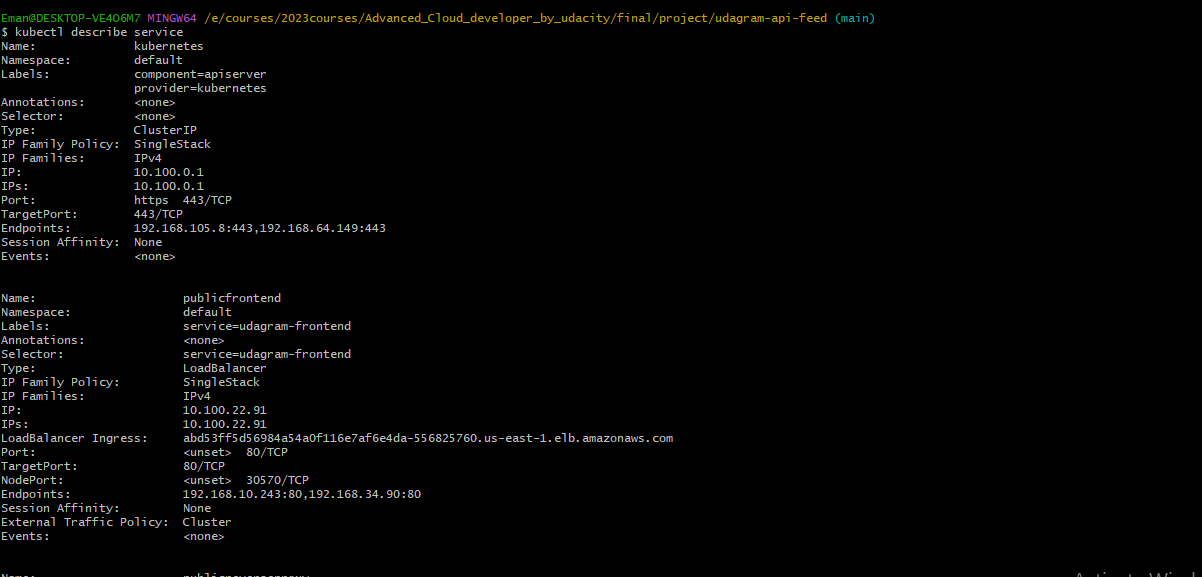 Eman@DESKTOP-VE4O6M7 MINGW64 /e/courses/2023courses/Advanced_Cloud_developer_by_udacity/final/project/udagram-api-feed (main)
$ kubectl describe service
Name:              kubernetes
Namespace:         default
Labels:            component=apiserver
                   provider=kubernetes
Annotations:       <none>
Selector:          <none>
Type:              ClusterIP
IP Family Policy:  SingleStack
IP Families:       IPv4
IP:                10.100.0.1
IPs:               10.100.0.1
Port:              https  443/TCP
TargetPort:        443/TCP
Endpoints:         192.168.105.8:443,192.168.64.149:443
Session Affinity:  None
Events:            <none>
Name:                     publicfrontend
Namespace:                default
Labels:                   service=udagram-frontend
Annotations:              <none>
Selector:                 service=udagram-frontend
Type:                     LoadBalancer
IP Family Policy:         SingleStack
IP Families:              IPv4
IP:                       10.100.22.91
IPs:                      10.100.22.91
LoadBalancer Ingress:     abd53ff5d56984a54a0f116e7af6e4da-556825760.us-east-1.elb.amazonaws.com
Port:                     <unset>  80/TCP
TargetPort:               80/TCP
NodePort:                 <unset>  30570/TCP
Endpoints:                192.168.10.243:80,192.168.34.90:80
Session Affinity:         None
External Traffic Policy:  Cluster
Events:                   <none>